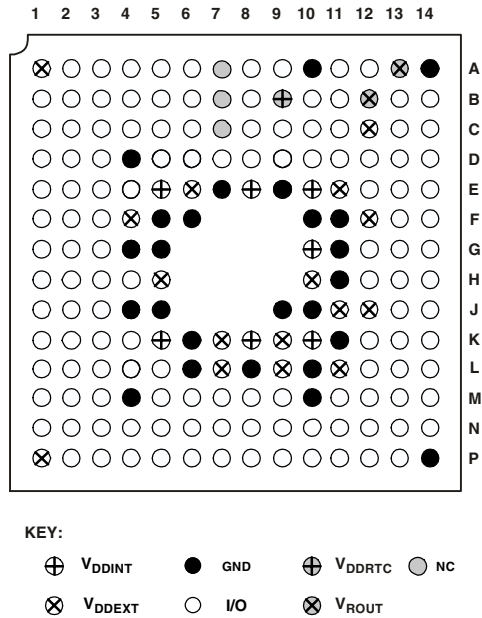 1 2 3 4 5 6 7 8 9 10 11 12 13 14
A
B
C
D
E
F
G
H
J
K
L
M
N
P
KEY:
VDDINT GND VDDRTC NC
VDDEXT I/O VROUT